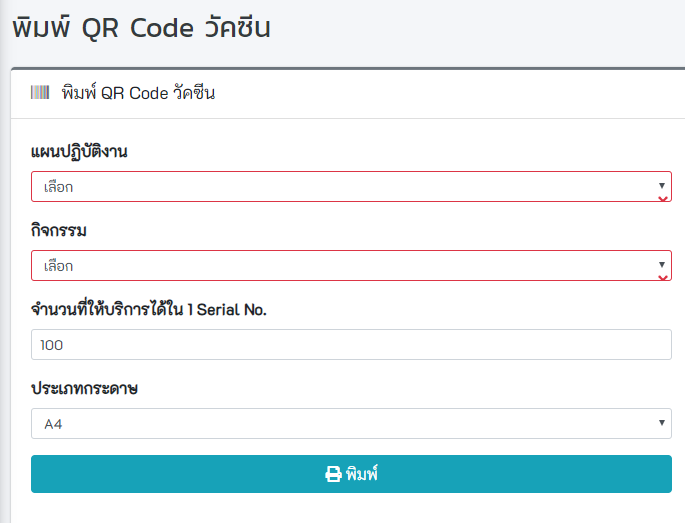 พิมพ์ QR Code วัคซีน
พิมพ์ QR Code วัคซีน
แผนปฏิบัติงาน
เลือก
กิจกรรม
เลือก
จำนวนที่ให้บริการได้ใน 1 Serial No.
100
ประเภทกระดาษ
A4
พิมพ์